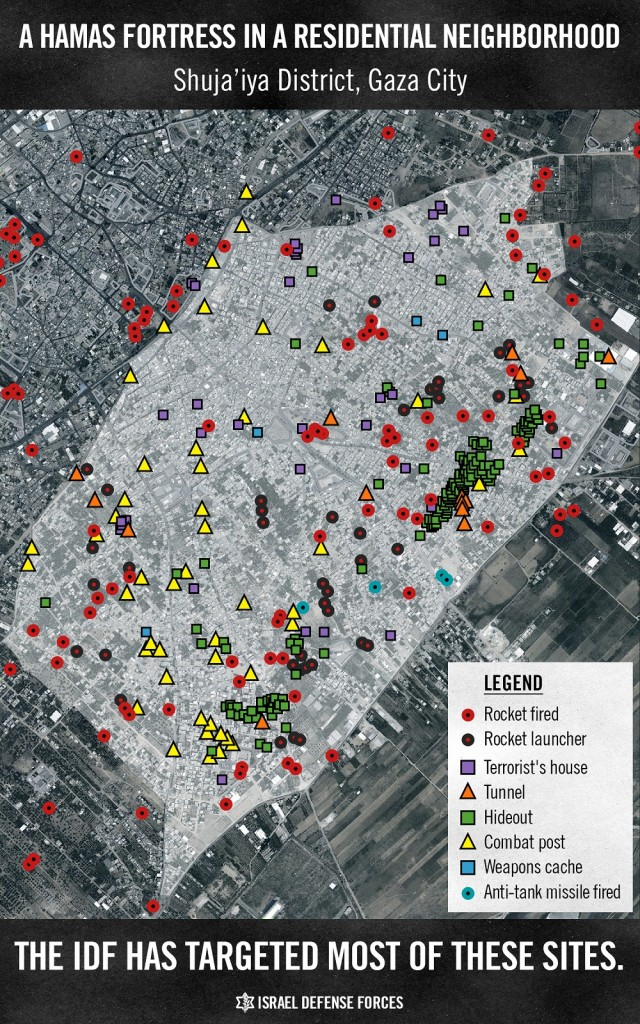 A HAMAS FORTRESS IN A RESIDENTIAL NEIGHBORHOOD
Shuja'iya District, Gaza City
LEGEND
Rocket fired
Rocket launcher
Terrorist's house
Tunnel
Hideout
Combat post
Weapons cache
Anti-tank missile fired
THE IDF HAS TARGETED MOST OF THESE SITES.
ISRAEL DEFENSE FORCES